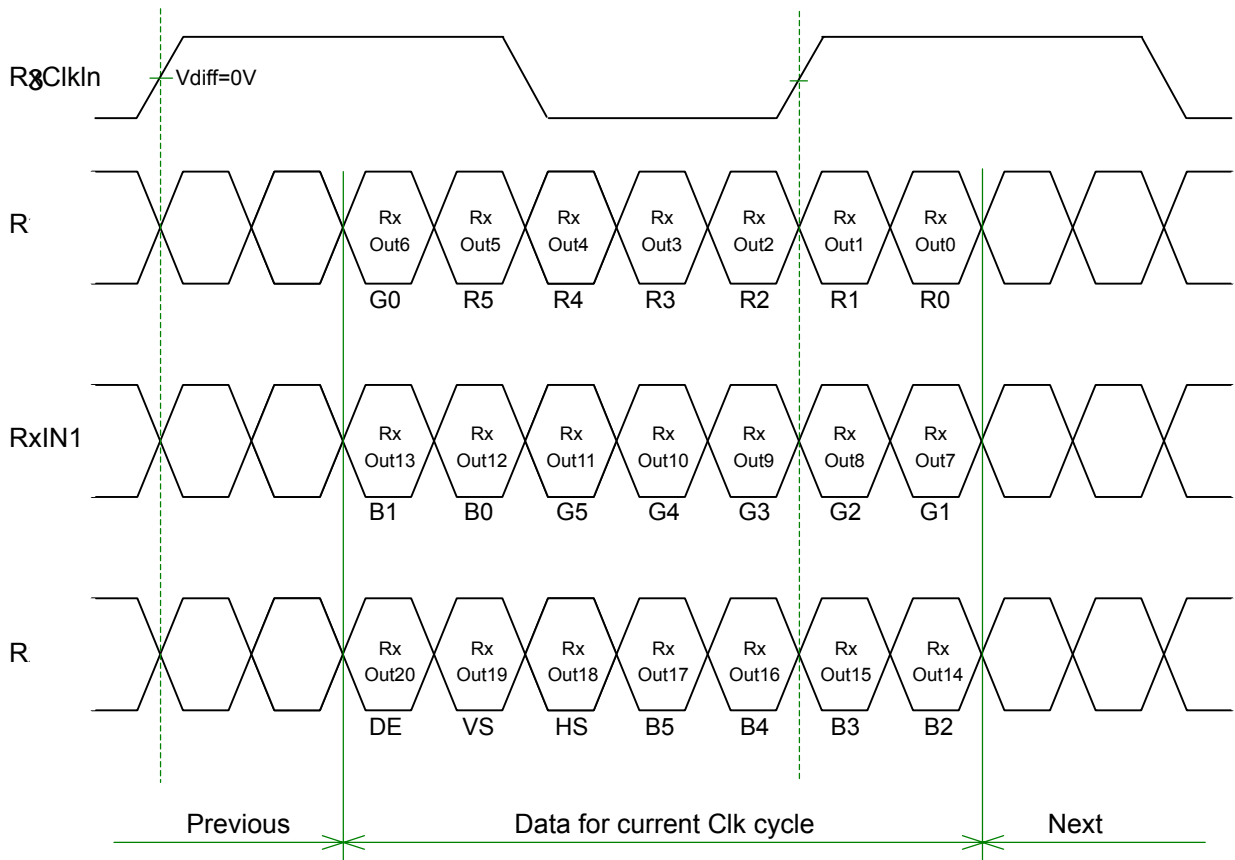 RxClkIn
Vdiff=0V
R
Rx Rx Rx Rx Rx Rx Rx
Out6 Out5 Out4 Out3 Out2 Out1 Out0
G0 R5 R4 R3 R2 R1 R0
RxIN1
Rx Rx Rx Rx Rx Rx Rx
Out13 Out12 Out11 Out10 Out9 Out8 Out7
B1 B0 G5 G4 G3 G2 G1
R
Rx Rx Rx Rx Rx Rx Rx
Out20 Out19 Out18 Out17 Out16 Out15 Out14
DE VS HS B5 B4 B3 B2
Previous Data for current Clk cycle Next